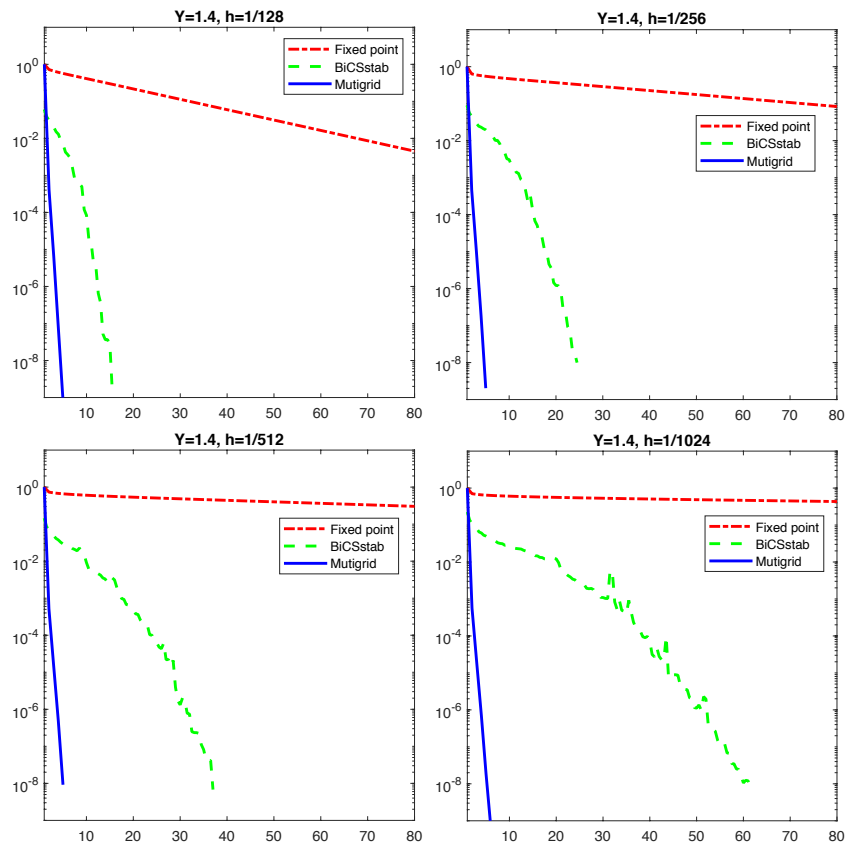 Y=1.4, h=1/128
10^0
10^-2
10^-4
10^-6
10^-8
Fixed point
BiCSstab
Mutigrid
10 20 30 40 50 60 70 80
Y=1.4, h=1/256
10^0
10^-2
10^-4
10^-6
10^-8
Fixed point
BiCSstab
Mutigrid
10 20 30 40 50 60 70 80
Y=1.4, h=1/512
10^0
10^-2
10^-4
10^-6
10^-8
Fixed point
BiCSstab
Mutigrid
10 20 30 40 50 60 70 80
Y=1.4, h=1/1024
10^0
10^-2
10^-4
10^-6
10^-8
Fixed point
BiCSstab
Mutigrid
10 20 30 40 50 60 70 80